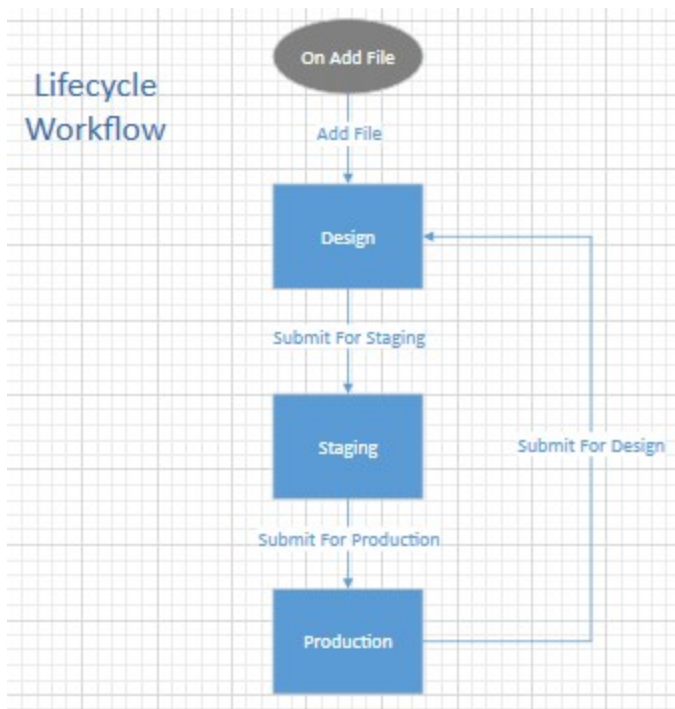 On Add File
Lifecycle
Workflow
Add File
Design
Submit For Staging
Staging
Submit For Design
Submit For Production
Production